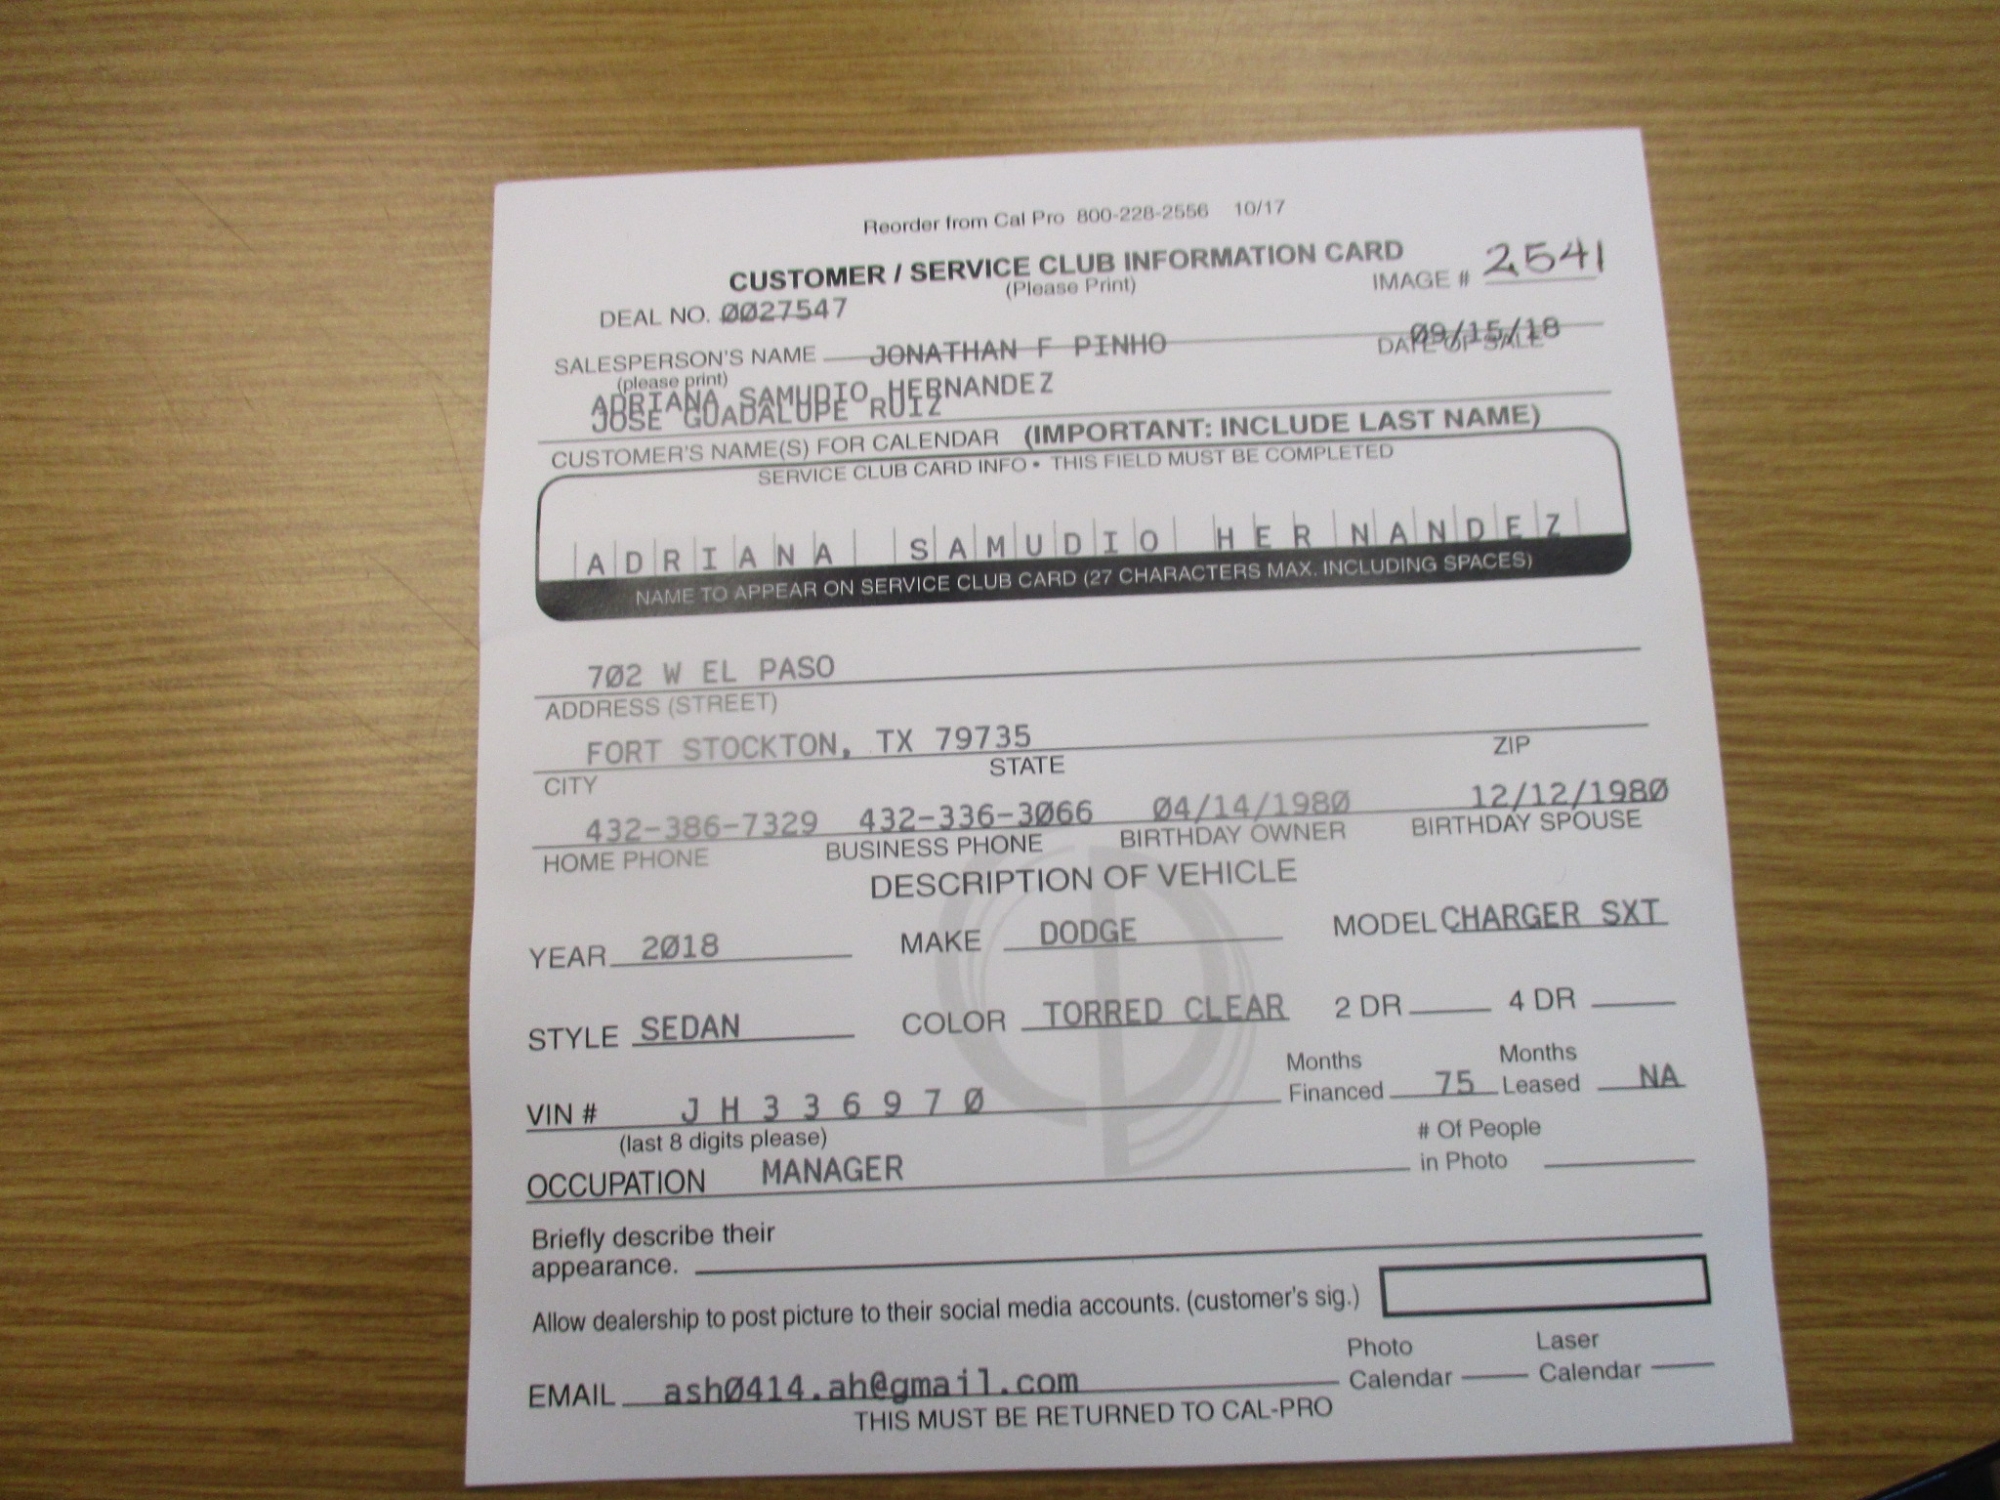 Reorder from Cal Pro 800-228-2556 10/17
CUSTOMER / SERVICE CLUB INFORMATION CARD
(Please Print)
IMAGE # 2541
DEAL NO. 0027547
SALESPERSON'S NAME JONATHAN F PINHO
09/15/18
DATE OF SALE
(please print)
ADRIANA SAMUDIO HERNANDEZ
JOSE GUADALUPE RUIZ
CUSTOMER'S NAME(S) FOR CALENDAR (IMPORTANT: INCLUDE LAST NAME)
SERVICE CLUB CARD INFO • THIS FIELD MUST BE COMPLETED
ADRIANA SAMUDIO HERNANDEZ
NAME TO APPEAR ON SERVICE CLUB CARD (27 CHARACTERS MAX. INCLUDING SPACES)
702 W EL PASO
ADDRESS (STREET)
FORT STOCKTON, TX 79735
CITY STATE ZIP
432-386-7329 432-336-3066 04/14/1980 12/12/1980
HOME PHONE BUSINESS PHONE BIRTHDAY OWNER BIRTHDAY SPOUSE
DESCRIPTION OF VEHICLE
YEAR 2018 MAKE DODGE MODEL CHARGER SXT
STYLE SEDAN COLOR TORRED CLEAR 2 DR 4 DR
Months Months
VIN # JH336970 Financed 75 Leased NA
(last 8 digits please)
# Of People
OCCUPATION MANAGER in Photo
Briefly describe their
appearance.
Allow dealership to post picture to their social media accounts. (customer's sig.)
Photo Laser
EMAIL ash0414.ah@gmail.com Calendar Calendar
THIS MUST BE RETURNED TO CAL-PRO